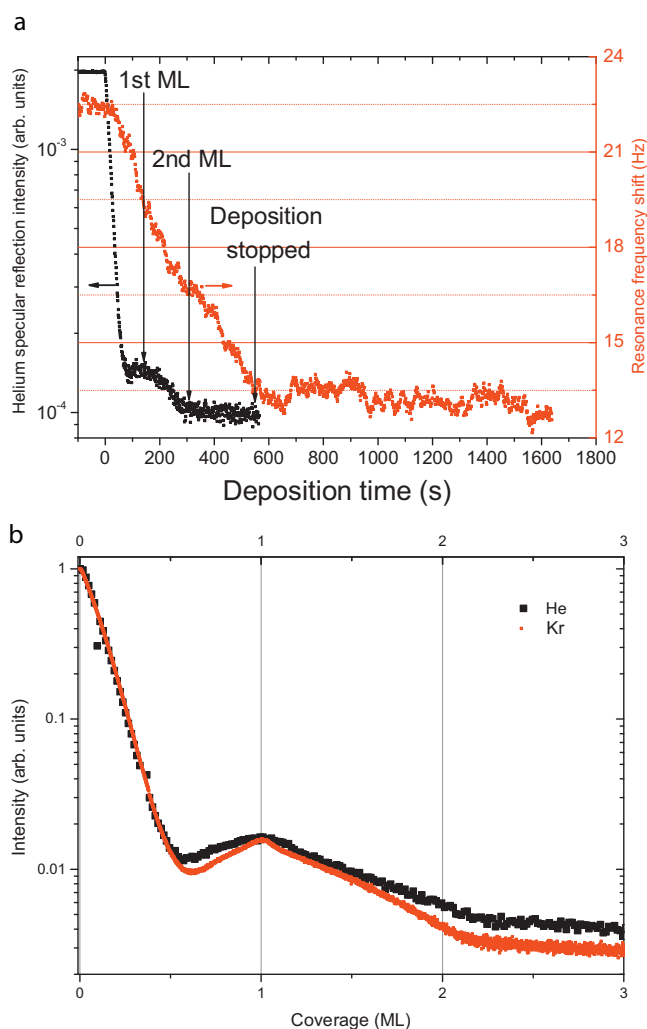 a
Helium specular reflection intensity (arb. units)
10⁻³
10⁻⁴
1st ML
2nd ML
Deposition
stopped
24
21
18
15
12
Resonance frequency shift (Hz)
0 200 400 600 800 1000 1200 1400 1600 1800
Deposition time (s)
b
0 1 2 3
Intensity (arb. units)
1
0.1
0.01
He
Kr
0 1 2 3
Coverage (ML)